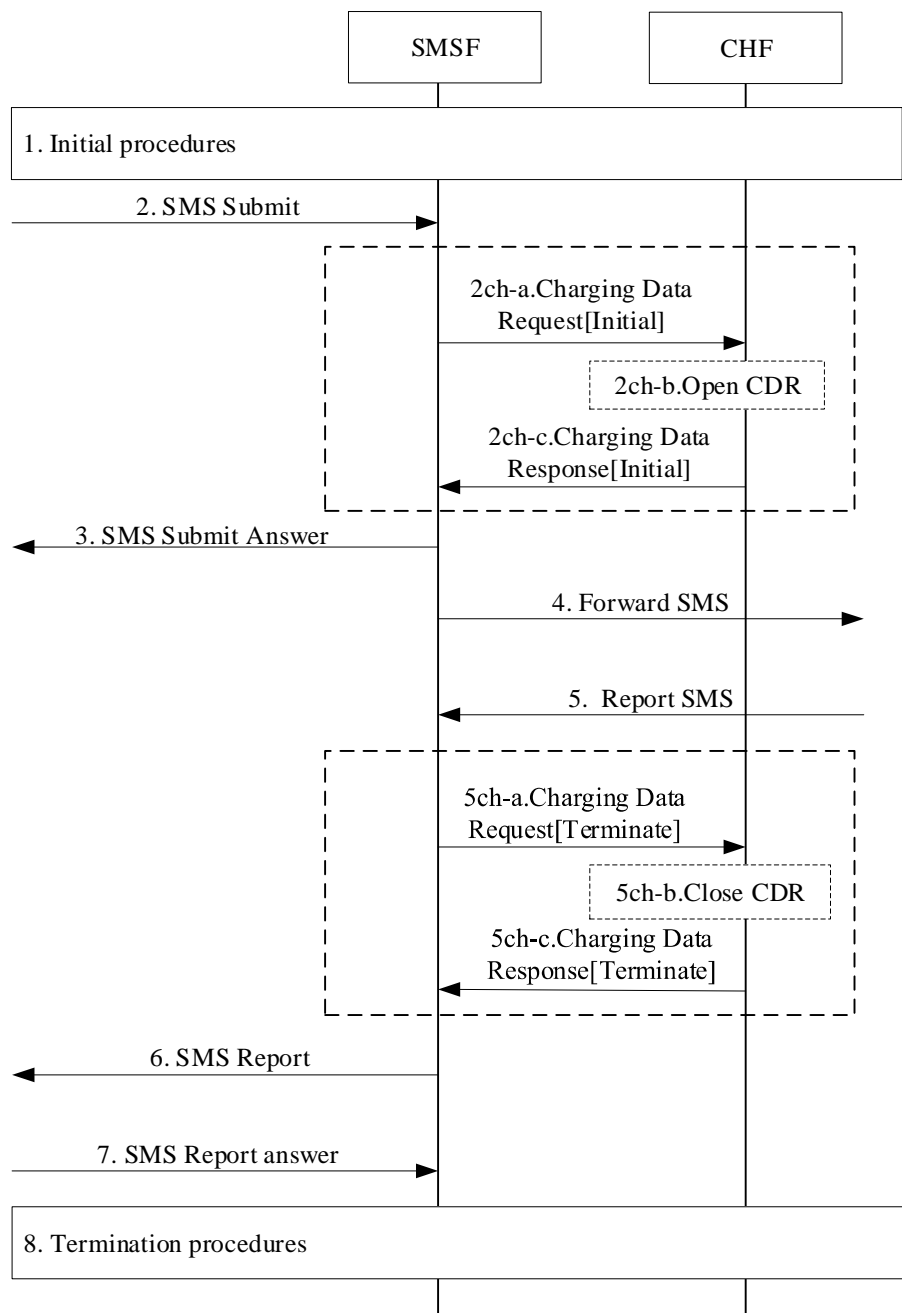 SMSF
CHF
1. Initial procedures
2. SMS Submit
2ch-a.Charging Data
Request[Initial]
2ch-b.Open CDR
2ch-c.Charging Data
Response[Initial]
3. SMS Submit Answer
4. Forward SMS
5. Report SMS
5ch-a.Charging Data
Request[Terminate]
5ch-b.Close CDR
5ch-c.Charging Data
Response[Terminate]
6. SMS Report
7. SMS Report answer
8. Termination procedures